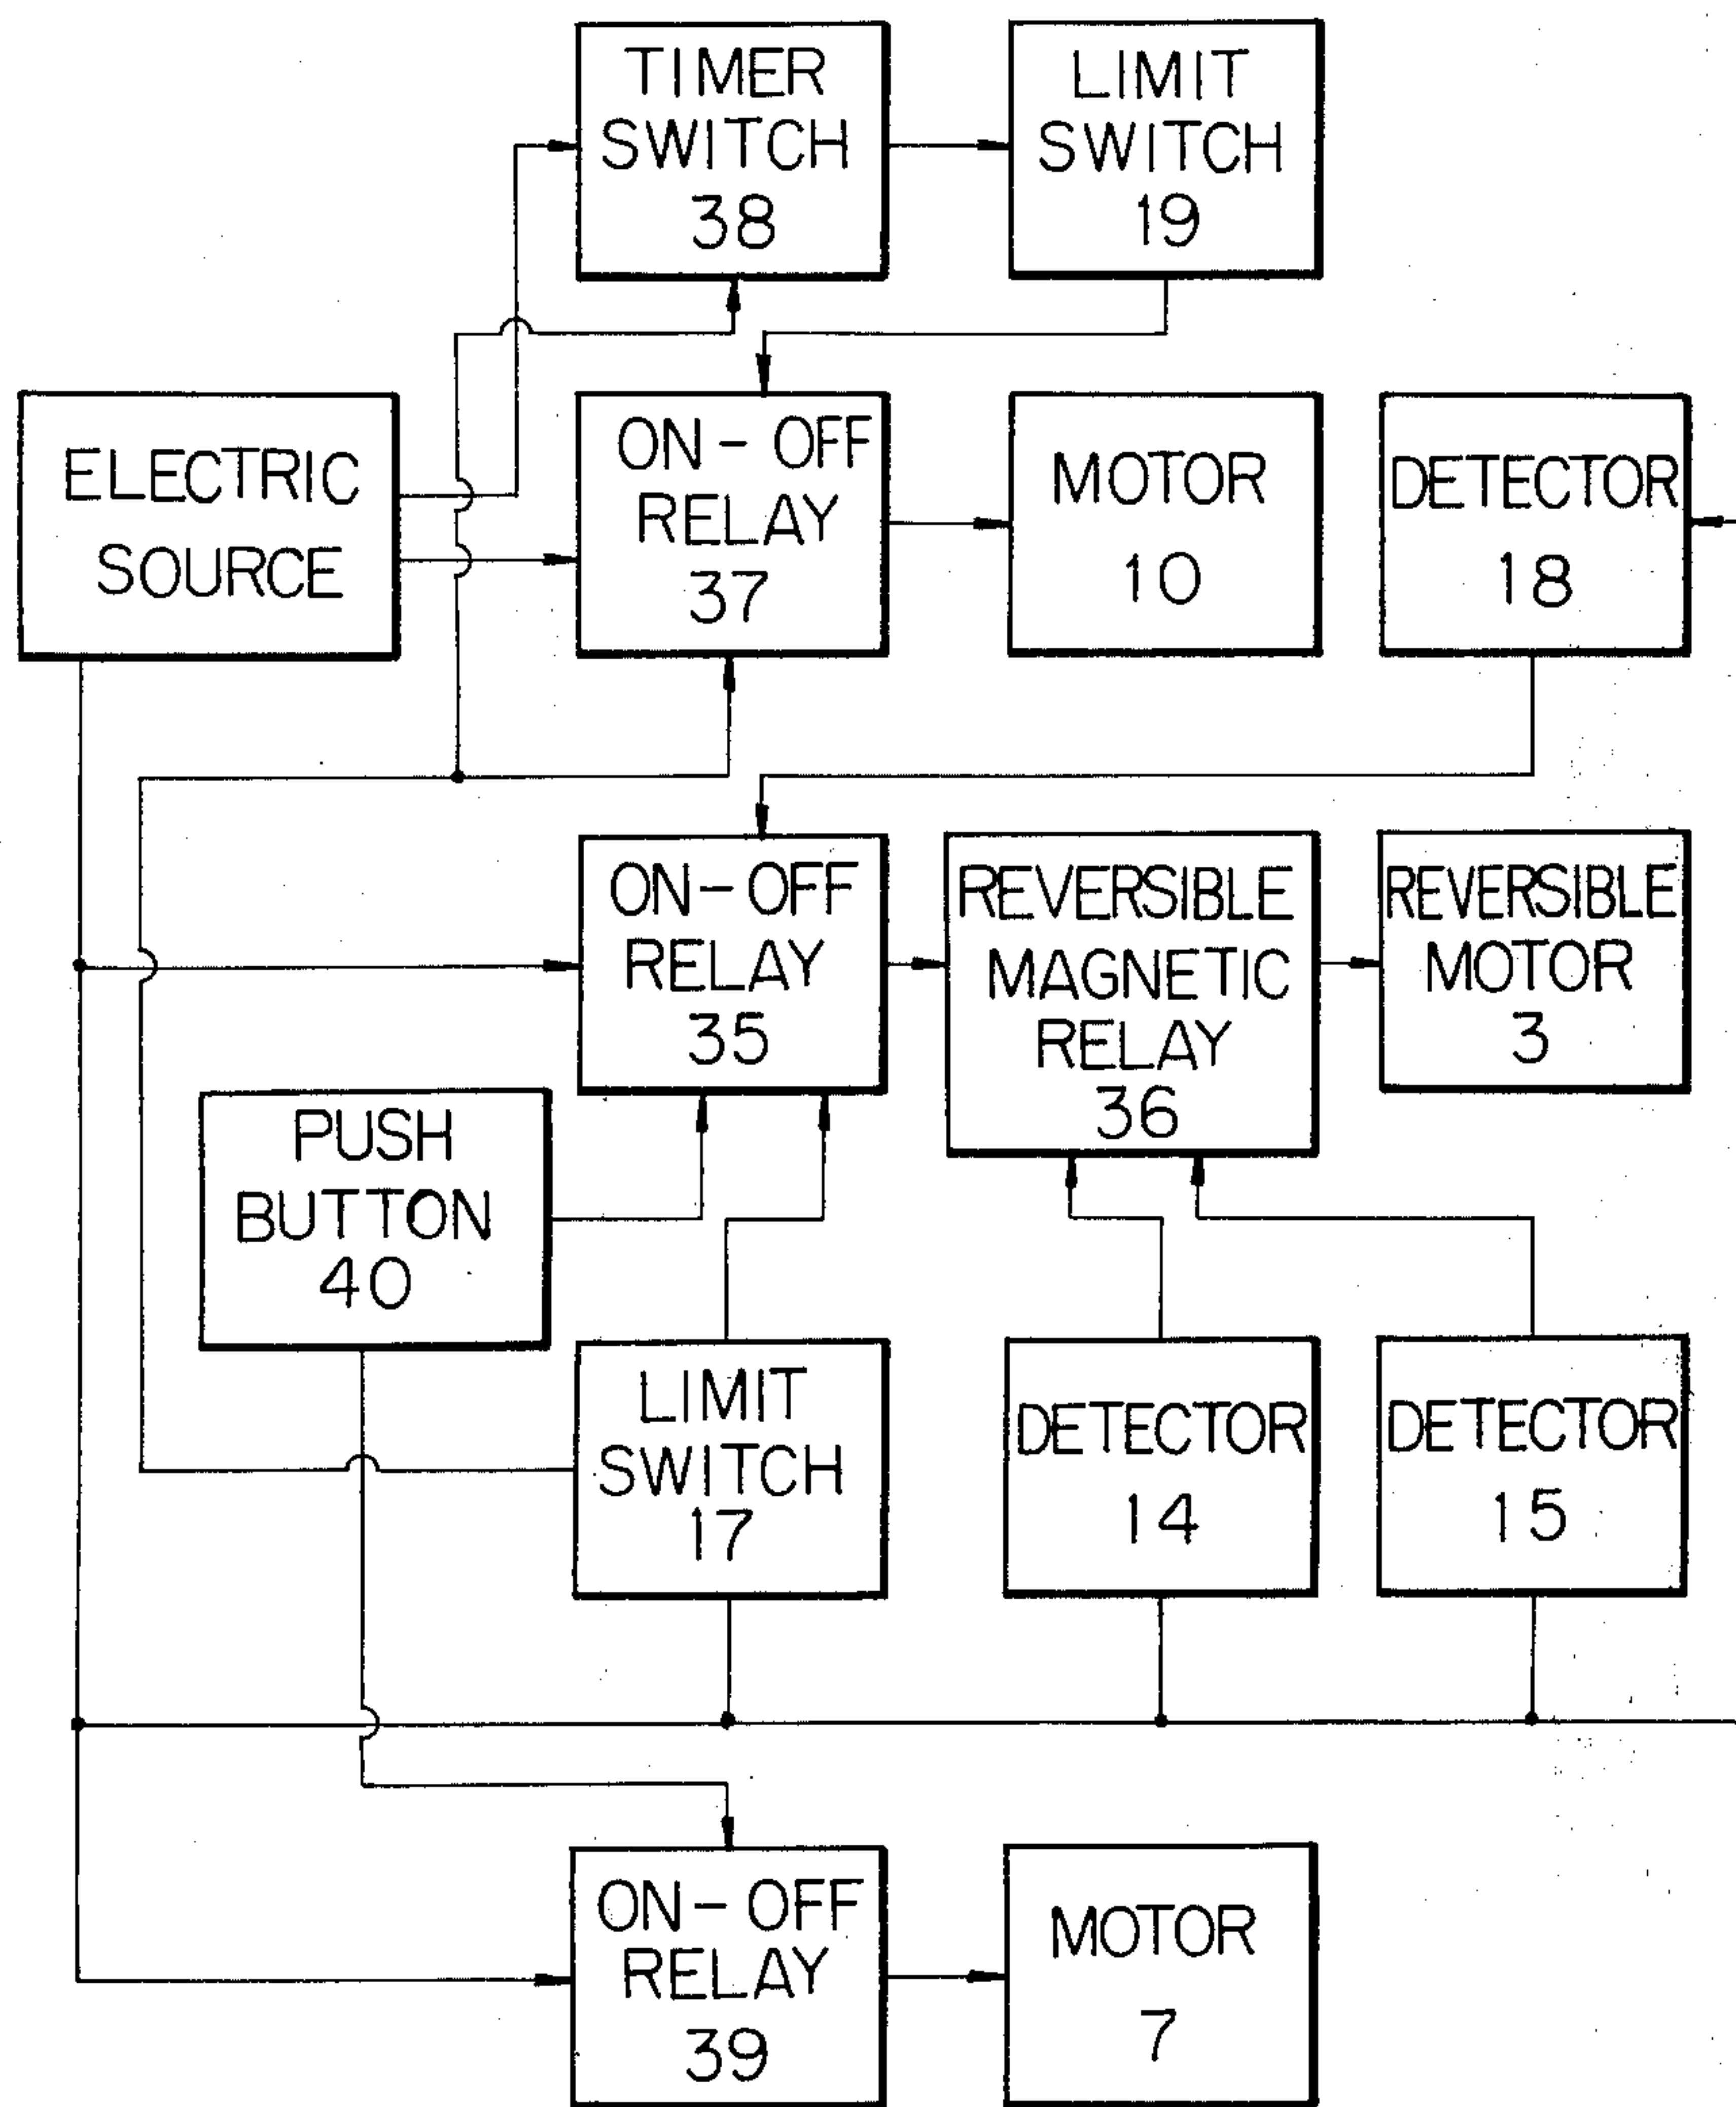 TIMER
SWITCH
38
LIMIT
SWITCH
19
ELECTRIC
SOURCE
ON-OFF
RELAY
37
MOTOR
10
DETECTOR
18
ON-OFF
RELAY
35
REVERSIBLE
MAGNETIC
RELAY
36
REVERSIBLE
MOTOR
3
PUSH
BUTTON
40
LIMIT
SWITCH
17
DETECTOR
14
DETECTOR
15
ON-OFF
RELAY
39
MOTOR
7